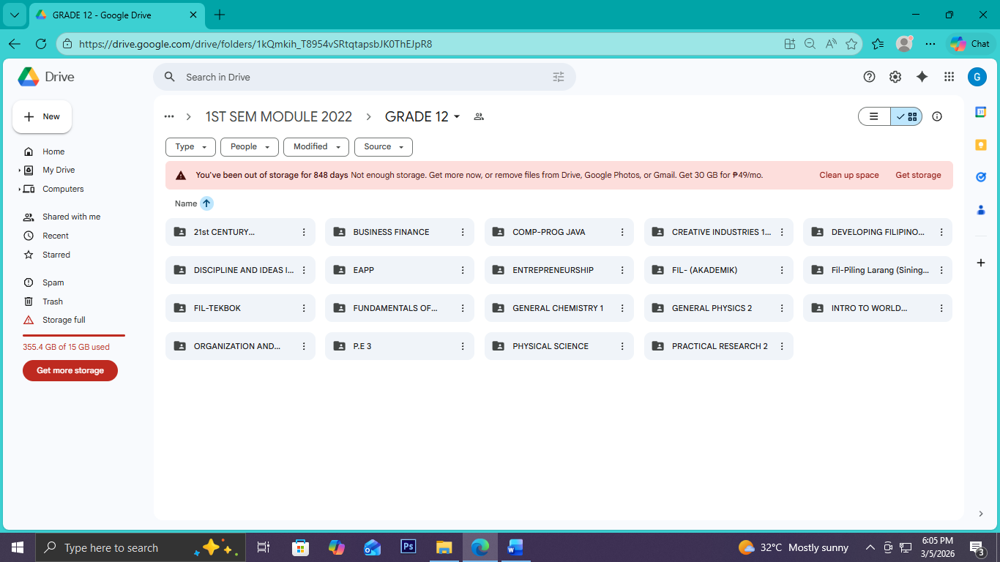 GRADE 12 - Google Drive
https://drive.google.com/drive/folders/1kQmkih_T8954vSRtqtapsbJK0ThEJpR8
Chat
Drive
Search in Drive
G
New
1ST SEM MODULE 2022 > GRADE 12
Type
People
Modified
Source
You've been out of storage for 848 days Not enough storage. Get more now, or remove files from Drive, Google Photos, or Gmail. Get 30 GB for ₱49/mo.
Clean up space
Get storage
Home
My Drive
Computers
Shared with me
Recent
Starred
Spam
Trash
Storage full
355.4 GB of 15 GB used
Get more storage
Name
21st CENTURY...
BUSINESS FINANCE
COMP-PROG JAVA
CREATIVE INDUSTRIES 1...
DEVELOPING FILIPINO...
DISCIPLINE AND IDEAS I...
EAPP
ENTREPRENEURSHIP
FIL- (AKADEMIK)
Fil-Piling Larang (Sining...
FIL-TEKBOK
FUNDAMENTALS OF...
GENERAL CHEMISTRY 1
GENERAL PHYSICS 2
INTRO TO WORLD...
ORGANIZATION AND...
P.E 3
PHYSICAL SCIENCE
PRACTICAL RESEARCH 2
Type here to search
Ps
32°C Mostly sunny
6:05 PM
3/5/2026
3